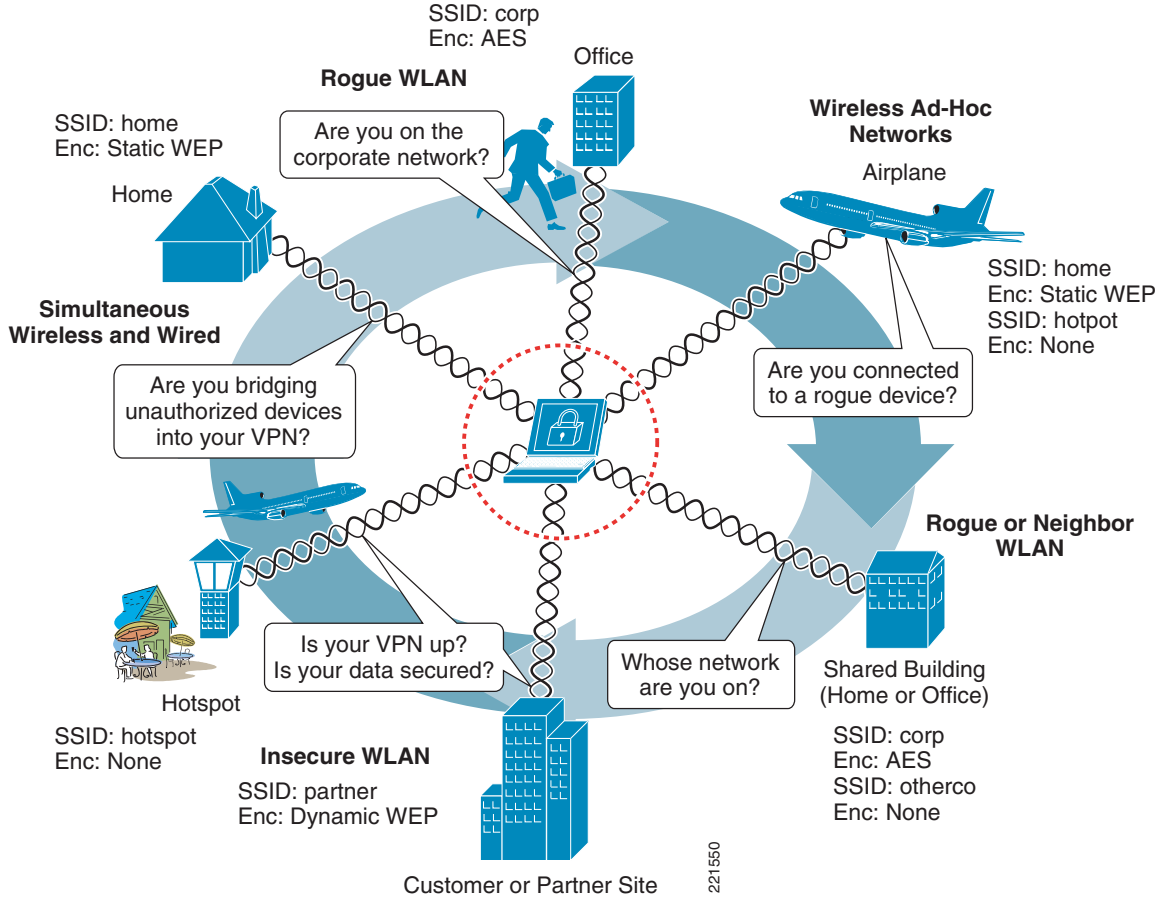 SSID: corp
Enc: AES
Office
Rogue WLAN
Are you on the
corporate network?
Wireless Ad-Hoc
Networks
Airplane
SSID: home
Enc: Static WEP
Home
SSID: home
Enc: Static WEP
SSID: hotpot
Enc: None
Simultaneous
Wireless and Wired
Are you bridging
unauthorized devices
into your VPN?
Are you connected
to a rogue device?
Rogue or Neighbor
WLAN
Is your VPN up?
Is your data secured?
Whose network
are you on?
Shared Building
(Home or Office)
SSID: corp
Enc: AES
SSID: otherco
Enc: None
Hotspot
SSID: hotspot
Enc: None
Insecure WLAN
SSID: partner
Enc: Dynamic WEP
Customer or Partner Site
221550